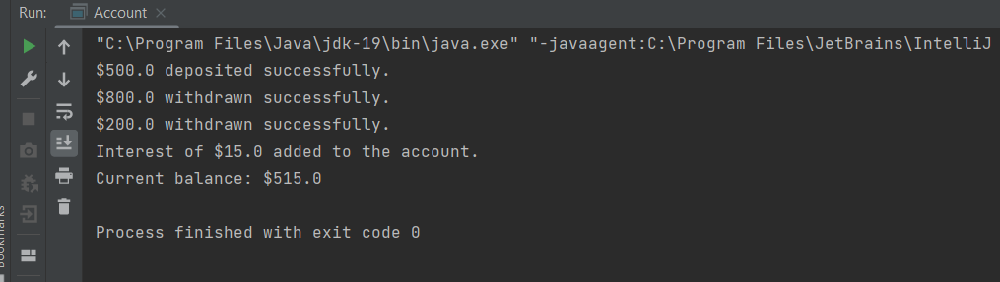 Run: Account
"C:\Program Files\Java\jdk-19\bin\java.exe" "-javaagent:C:\Program Files\JetBrains\IntelliJ
$500.0 deposited successfully.
$800.0 withdrawn successfully.
$200.0 withdrawn successfully.
Interest of $15.0 added to the account.
Current balance: $515.0
Process finished with exit code 0